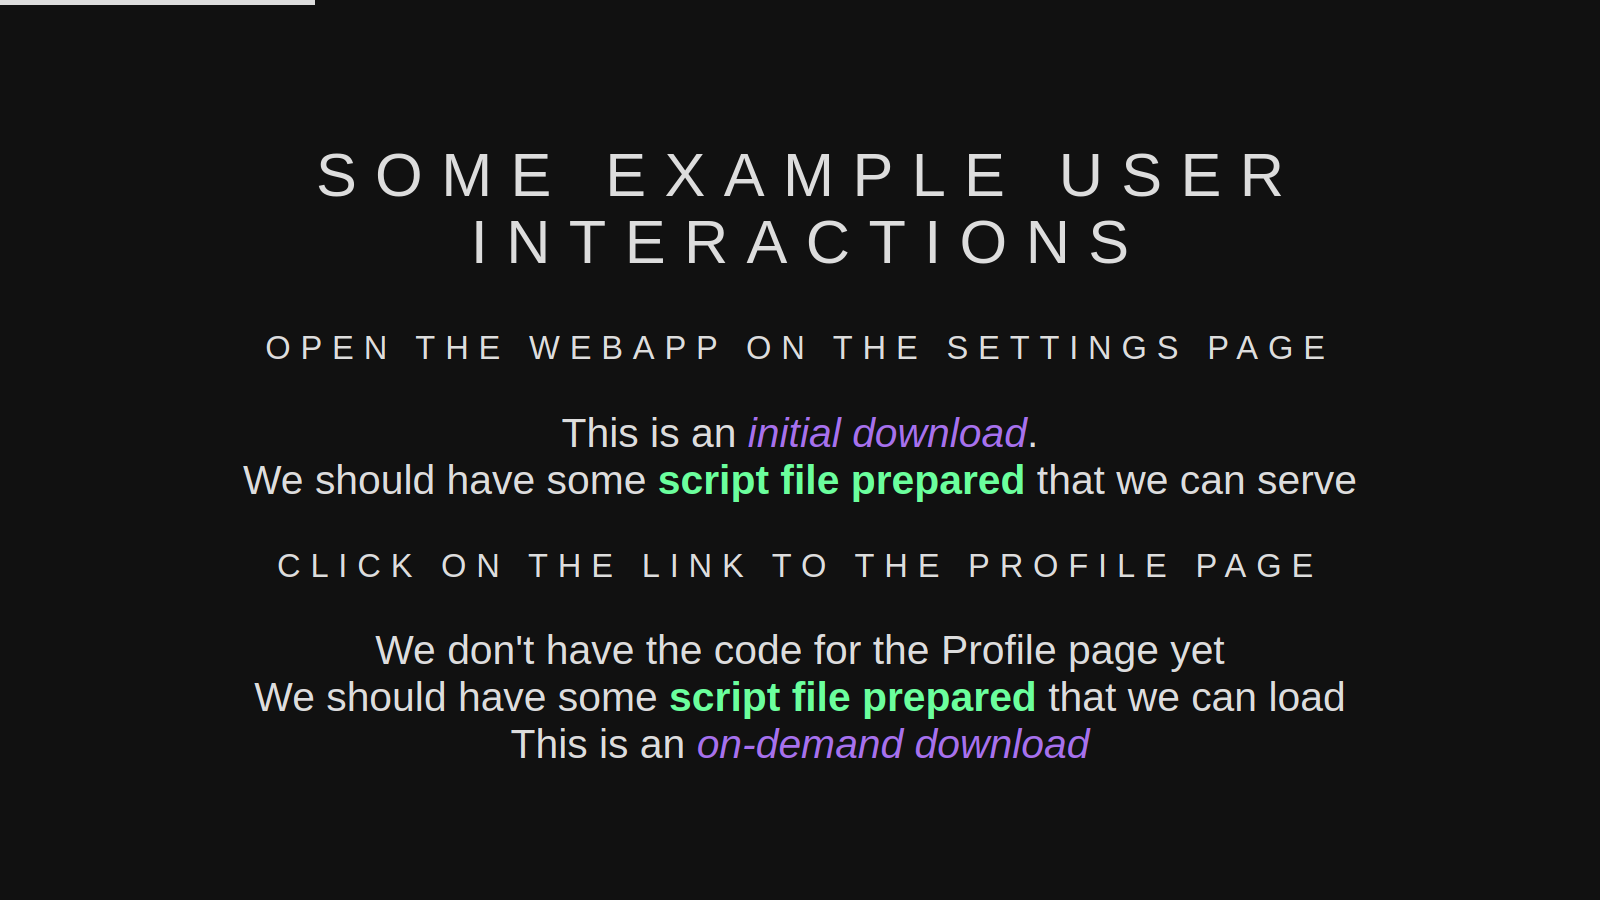 SOME EXAMPLE USER
INTERACTIONS
OPEN THE WEBAPP ON THE SETTINGS PAGE
This is an initial download.
We should have some script file prepared that we can serve
CLICK ON THE LINK TO THE PROFILE PAGE
We don't have the code for the Profile page yet
We should have some script file prepared that we can load
This is an on-demand download